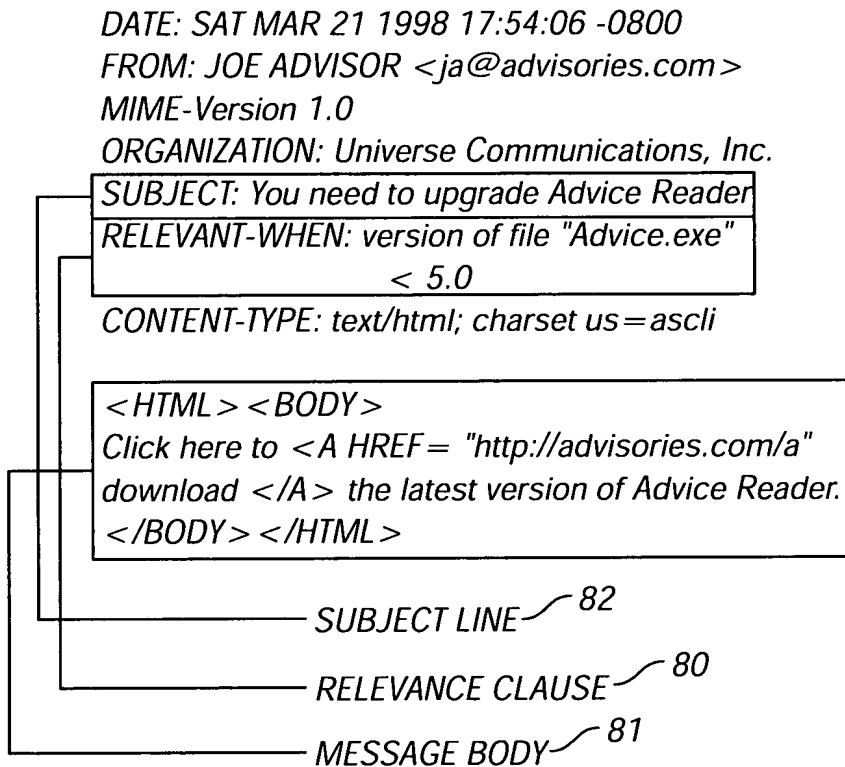 DATE: SAT MAR 21 1998 17:54:06 -0800
FROM: JOE ADVISOR <ja@advisories.com>
MIME-Version 1.0
ORGANIZATION: Universe Communications, Inc.
SUBJECT: You need to upgrade Advice Reader
RELEVANT-WHEN: version of file "Advice.exe"
< 5.0
CONTENT-TYPE: text/html; charset us=ascli
<HTML><BODY>
Click here to <A HREF= "http://advisories.com/a"
download </A> the latest version of Advice Reader.
</BODY></HTML>
SUBJECT LINE 82
RELEVANCE CLAUSE 80
MESSAGE BODY 81